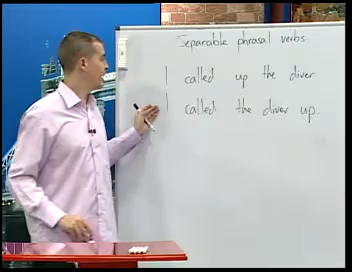 Separable phrasal verbs
I called up the diver
I called the diver up.